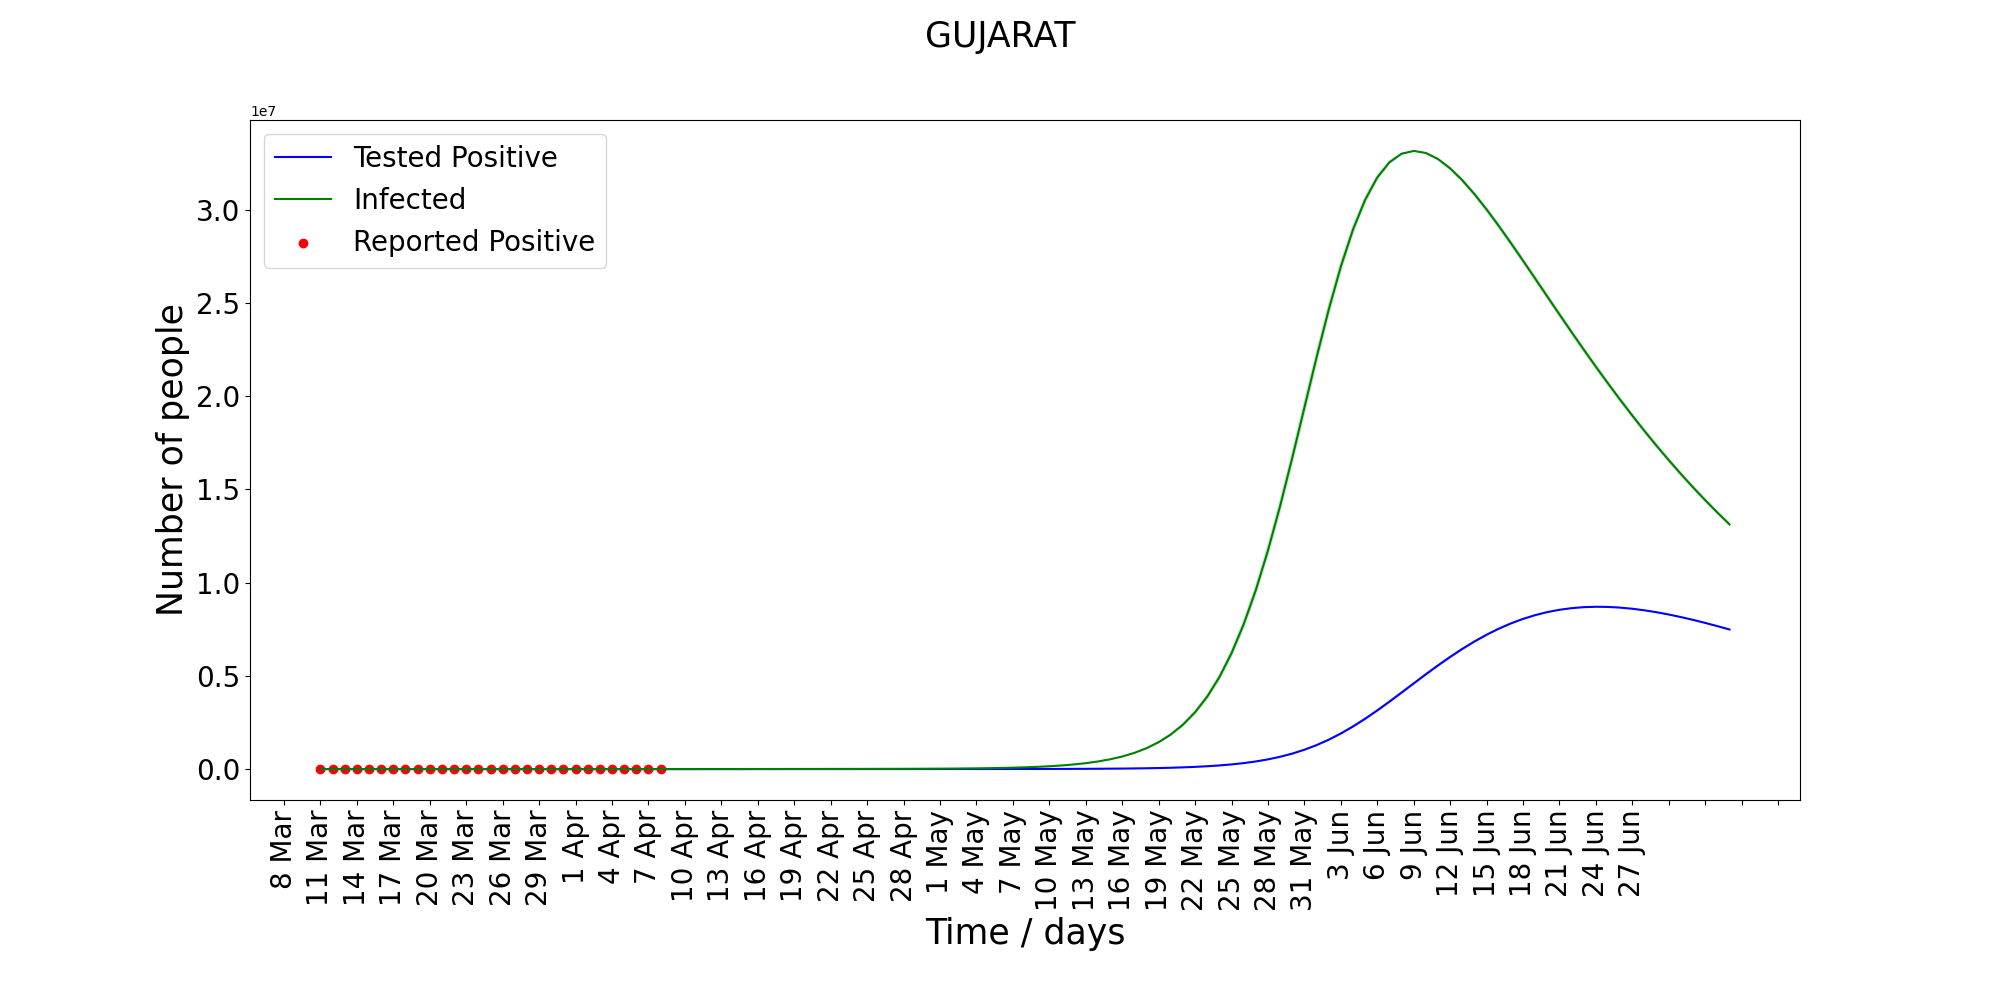 GUJARAT
1e7
Tested Positive
Infected
Reported Positive
3.0
2.5
2.0
1.5
1.0
0.5
0.0
Number of people
8 Mar
11 Mar
14 Mar
17 Mar
20 Mar
23 Mar
26 Mar
29 Mar
1 Apr
4 Apr
7 Apr
10 Apr
13 Apr
16 Apr
19 Apr
22 Apr
25 Apr
28 Apr
1 May
4 May
7 May
10 May
13 May
16 May
19 May
22 May
25 May
28 May
31 May
3 Jun
6 Jun
9 Jun
12 Jun
15 Jun
18 Jun
21 Jun
24 Jun
27 Jun
Time / days